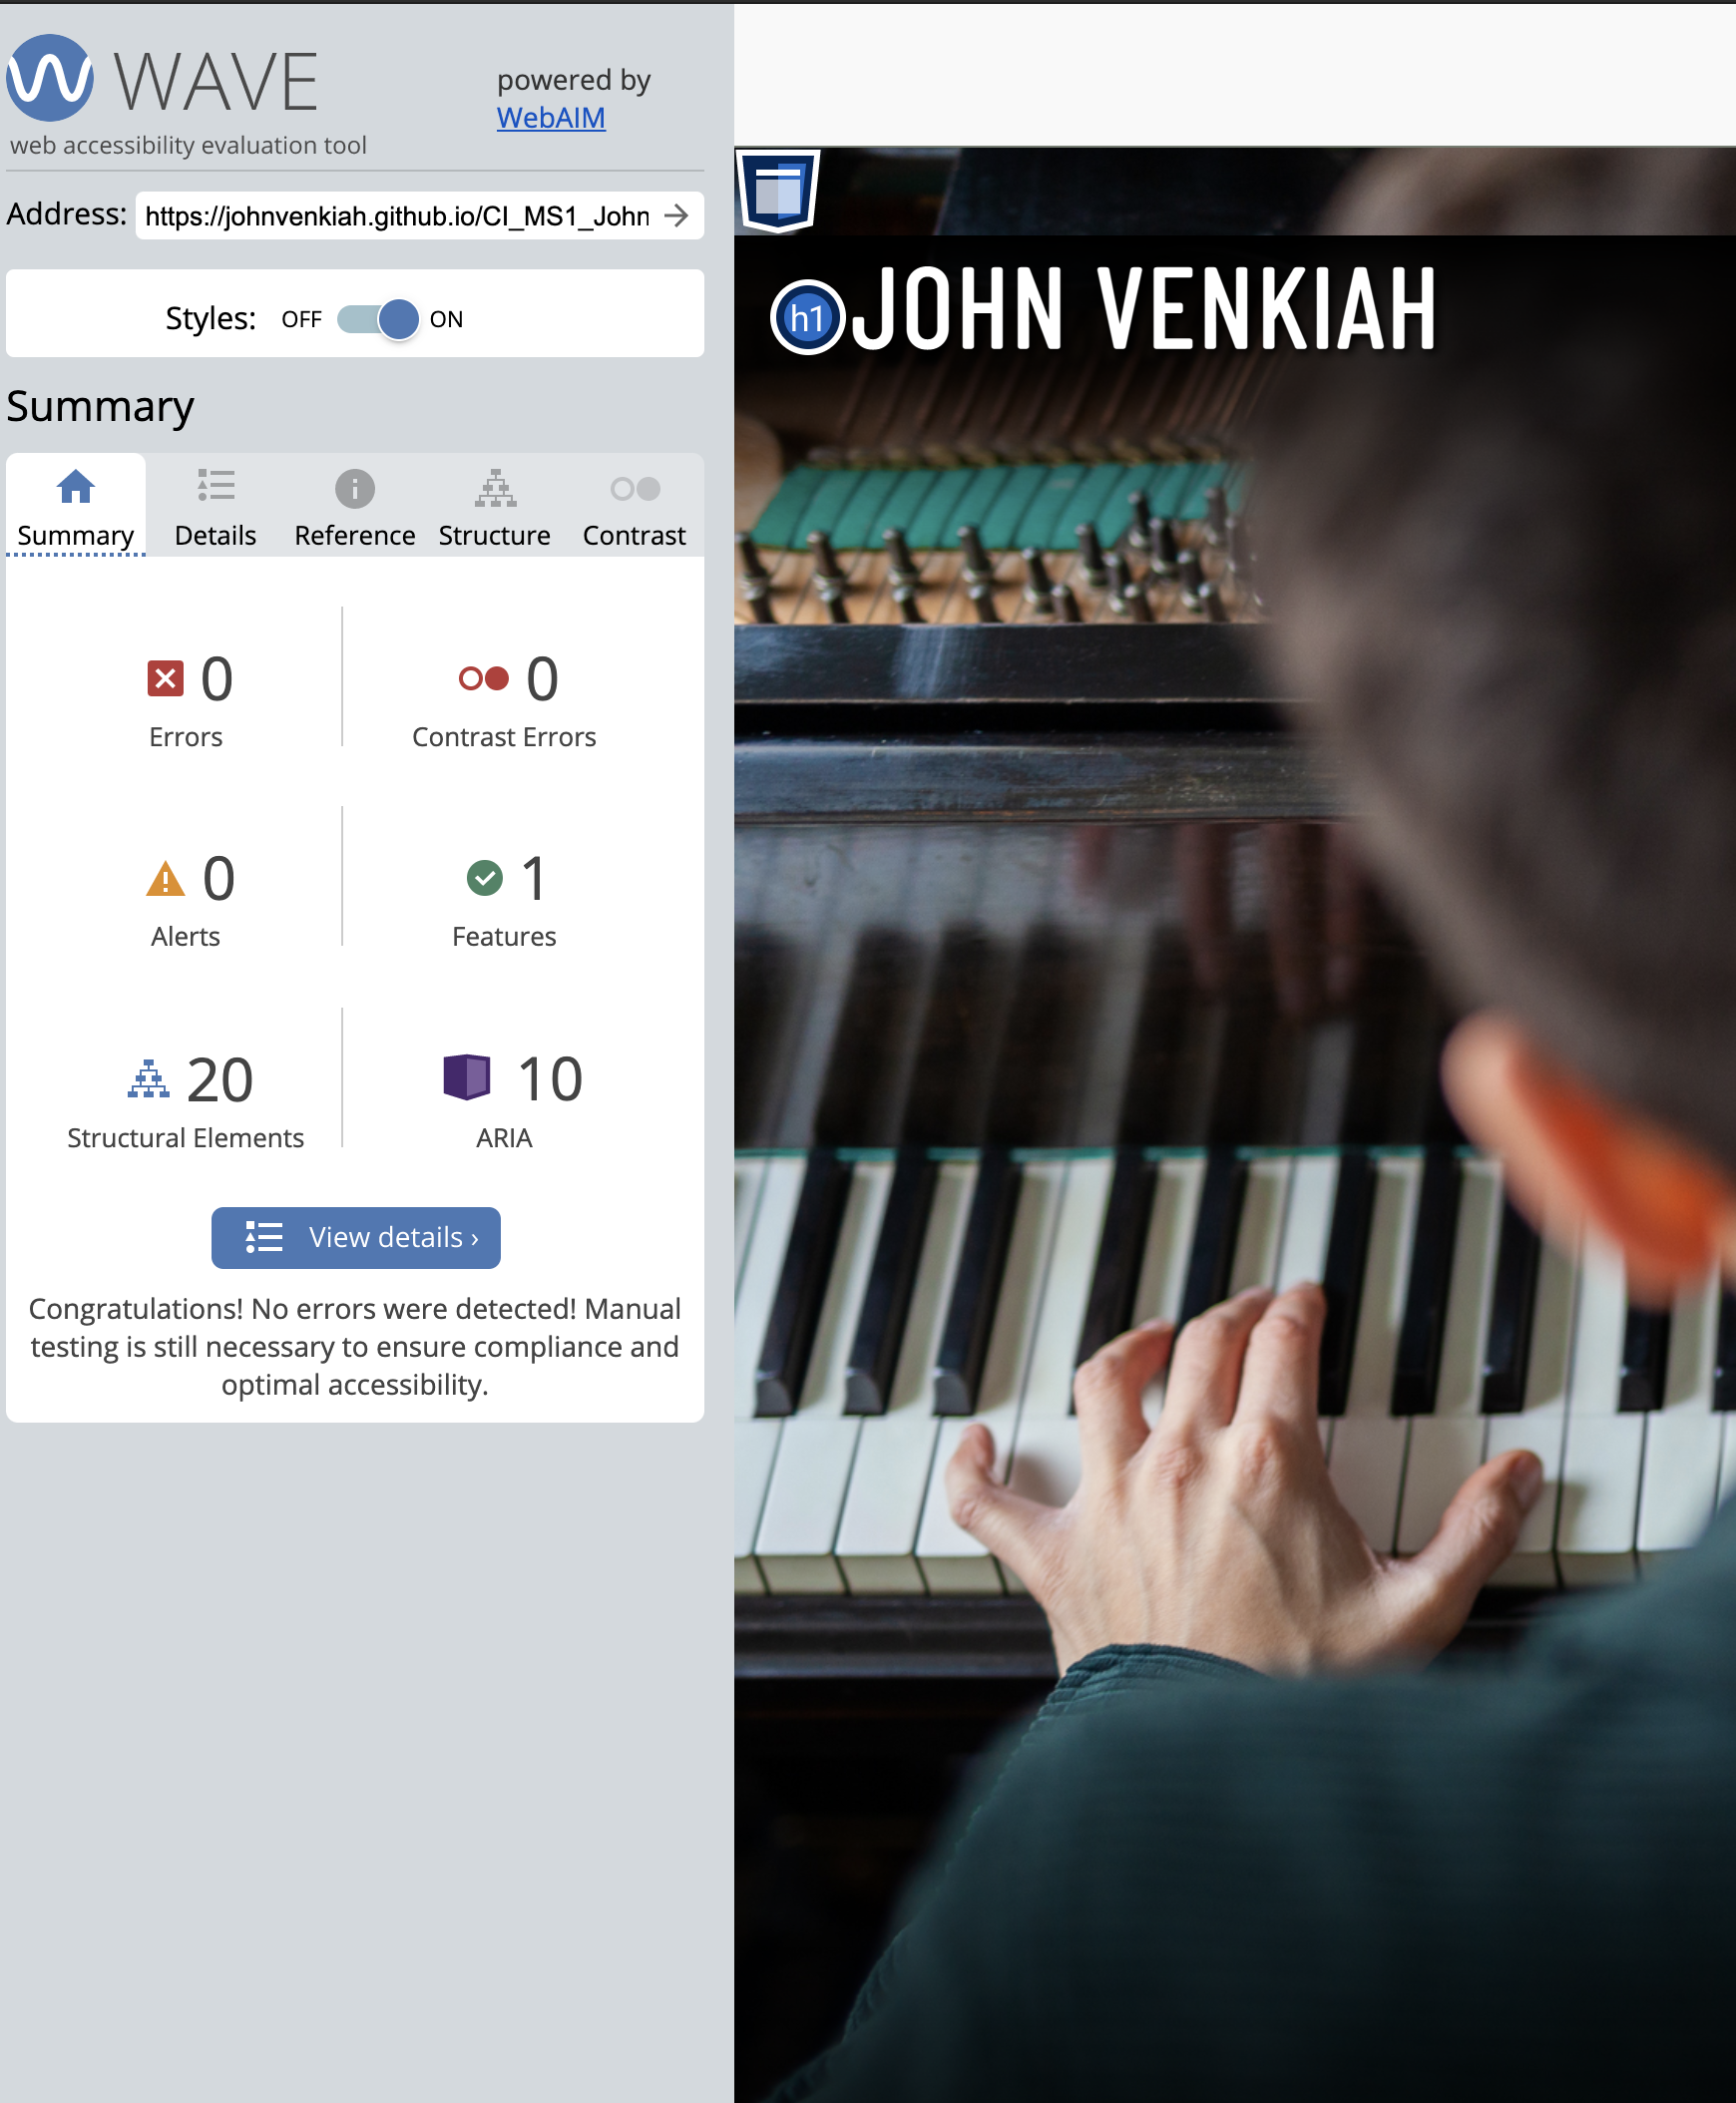 WAVE
powered by
WebAIM
web accessibility evaluation tool
Address: https://johnvenkiah.github.io/CI_MS1_John
Styles: OFF ON
Summary
Summary Details Reference Structure Contrast
0 0
Errors Contrast Errors
0 1
Alerts Features
20 10
Structural Elements ARIA
View details ›
Congratulations! No errors were detected! Manual
testing is still necessary to ensure compliance and
optimal accessibility.
h1 JOHN VENKIAH